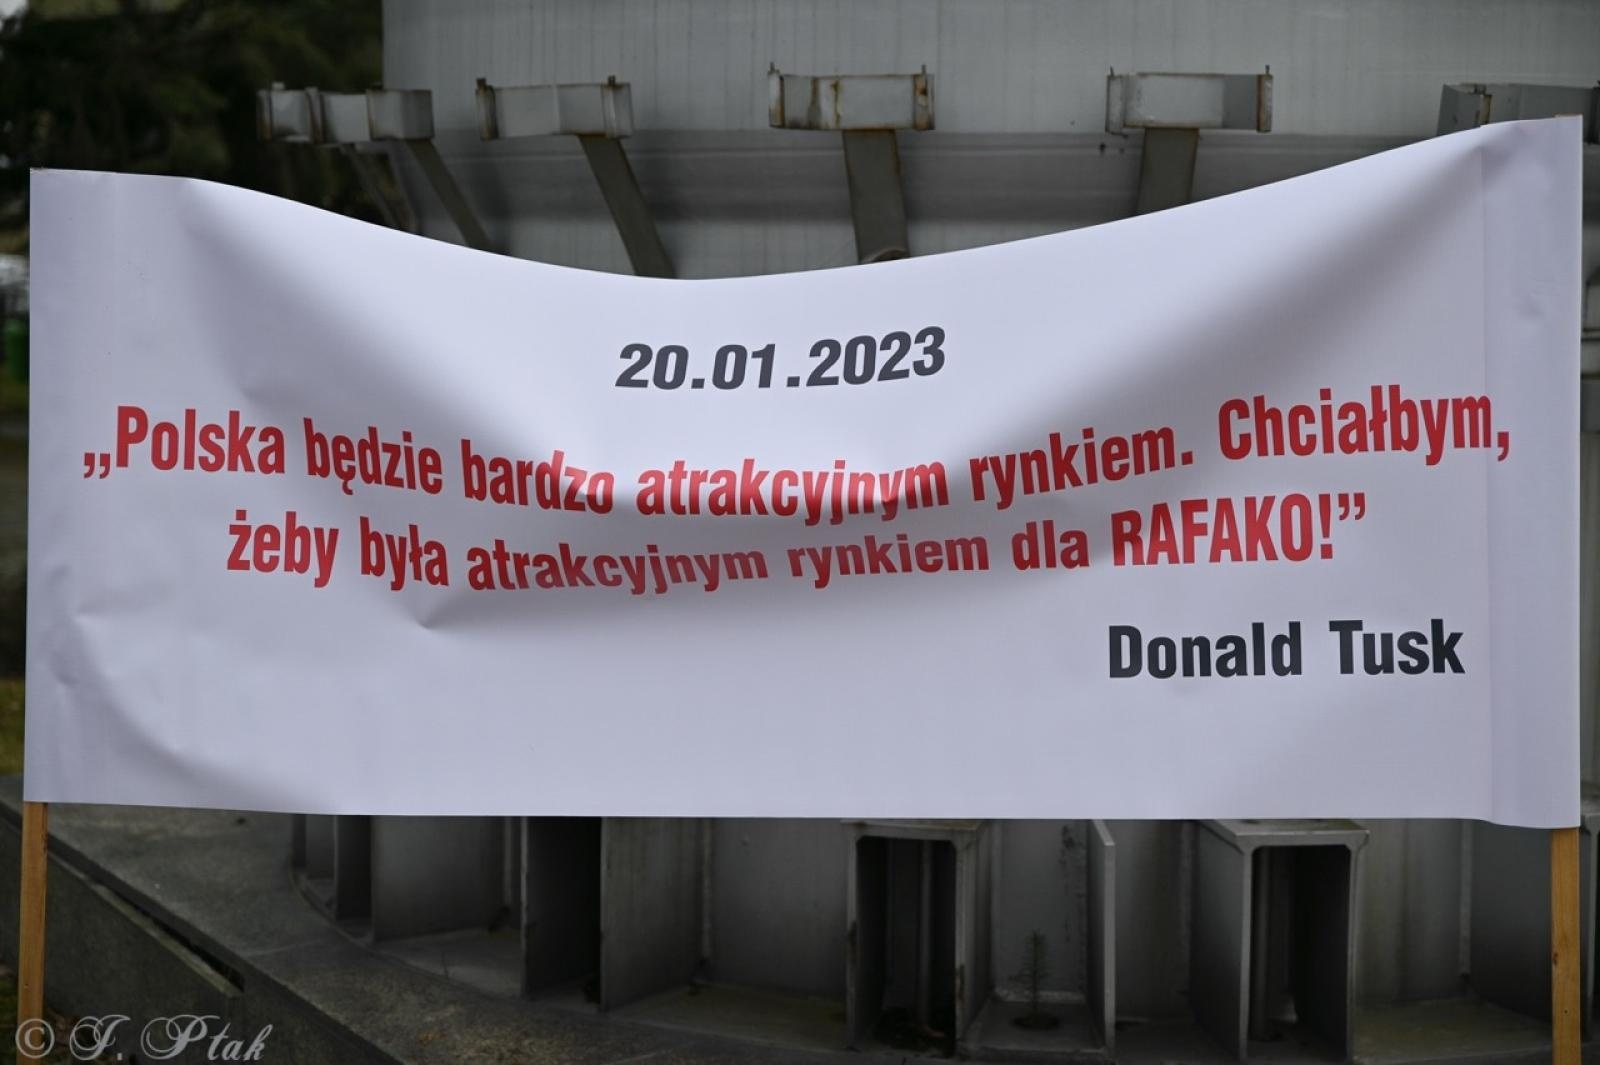 20.01.2023
„Polska będzie bardzo atrakcyjnym rynkiem. Chciałbym,
żeby była atrakcyjnym rynkiem dla RAFAKO!”
Donald Tusk
© J. Ptak